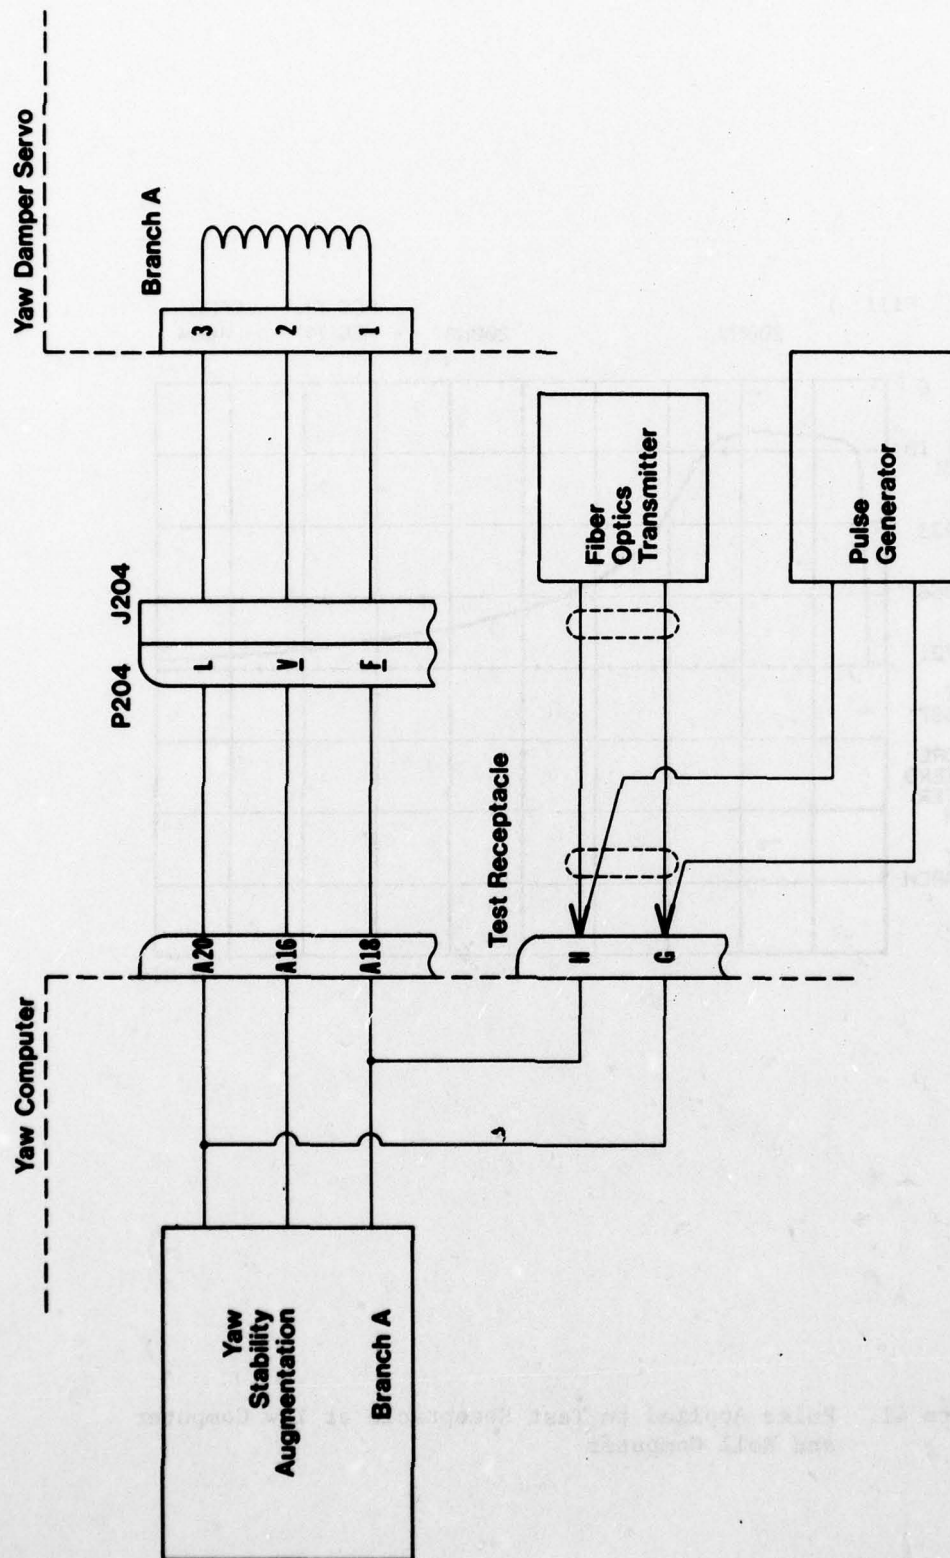 Yaw Computer
Yaw
Stability
Augmentation
Branch A
A20
A16
A18
Test Receptacle
G
P204
J204
L
V
F
Yaw Damper Servo
Branch A
3
2
1
Fiber
Optics
Transmitter
Pulse
Generator